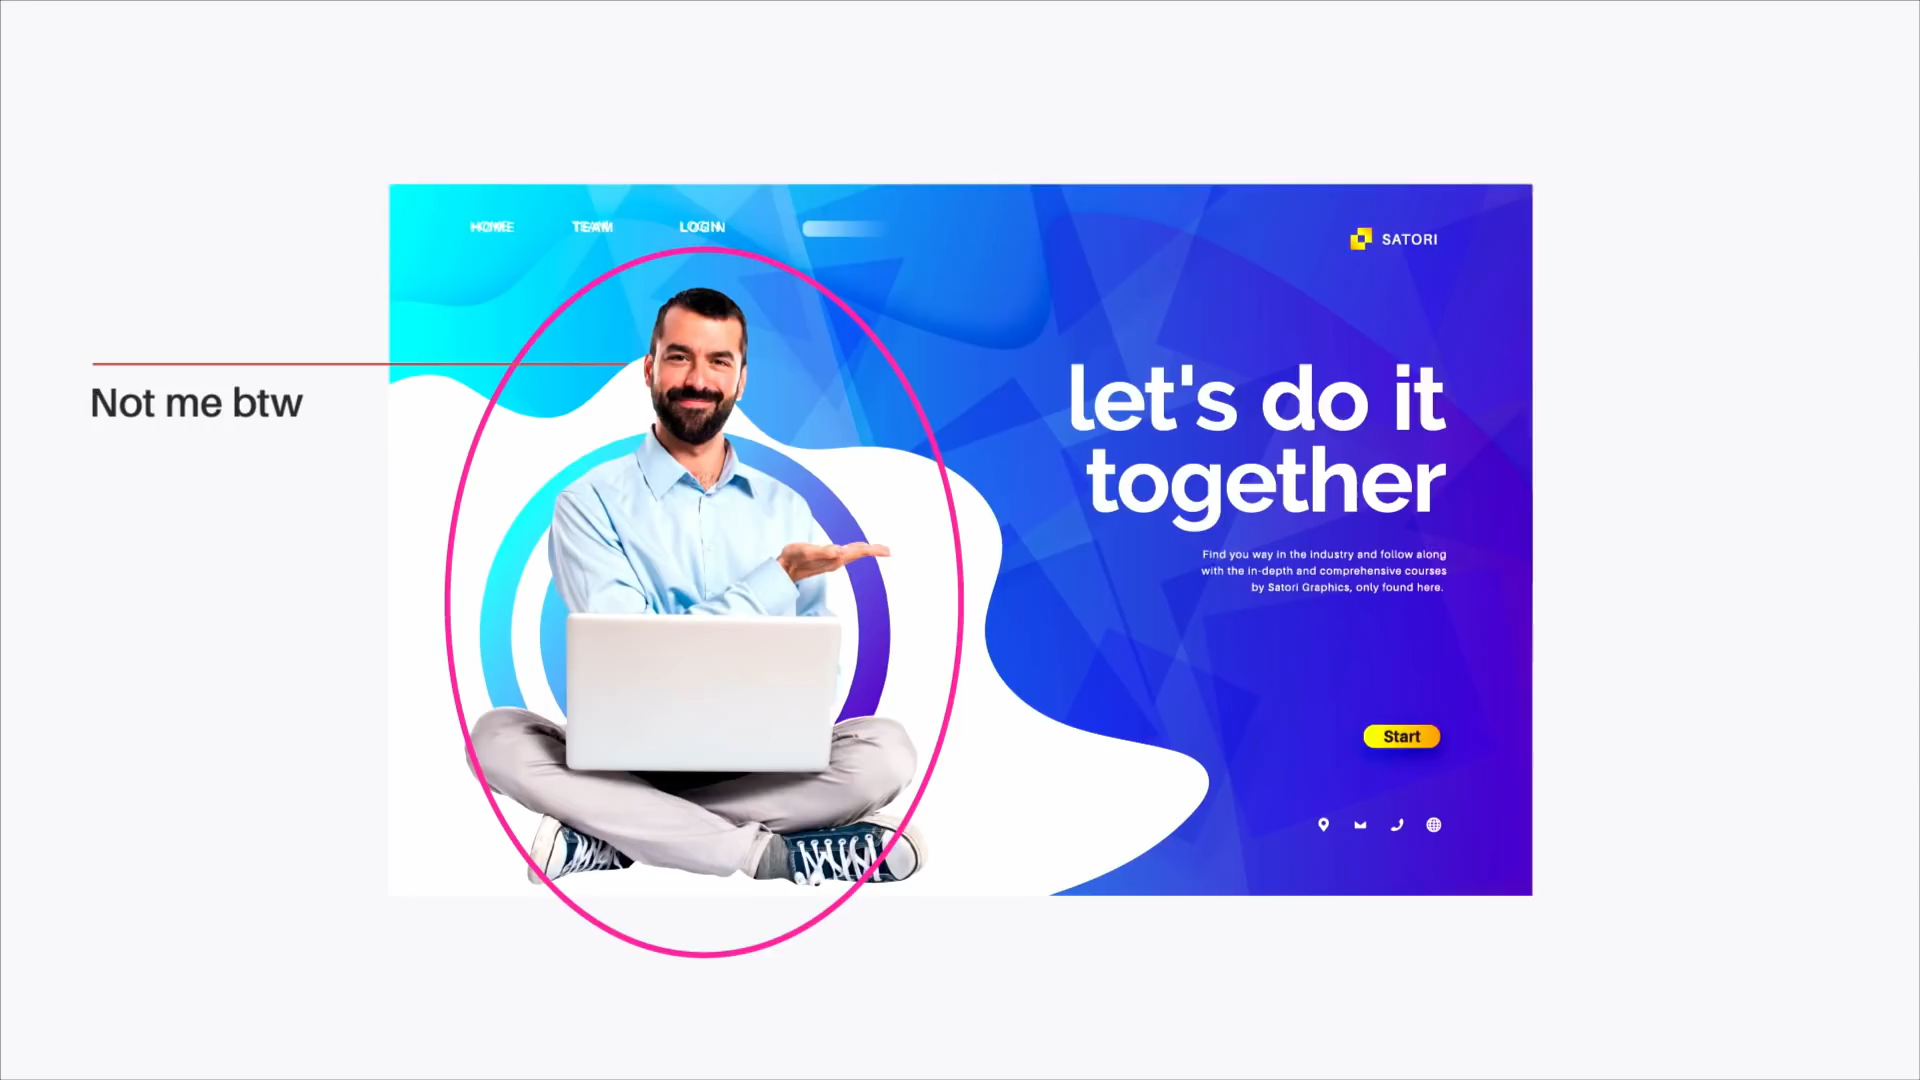 HOME TEAM LOGIN
SATORI
Not me btw
let's do it
together
Find you way in the industry and follow along
with the in-depth and comprehensive courses
by Satori Graphics, only found here.
Start